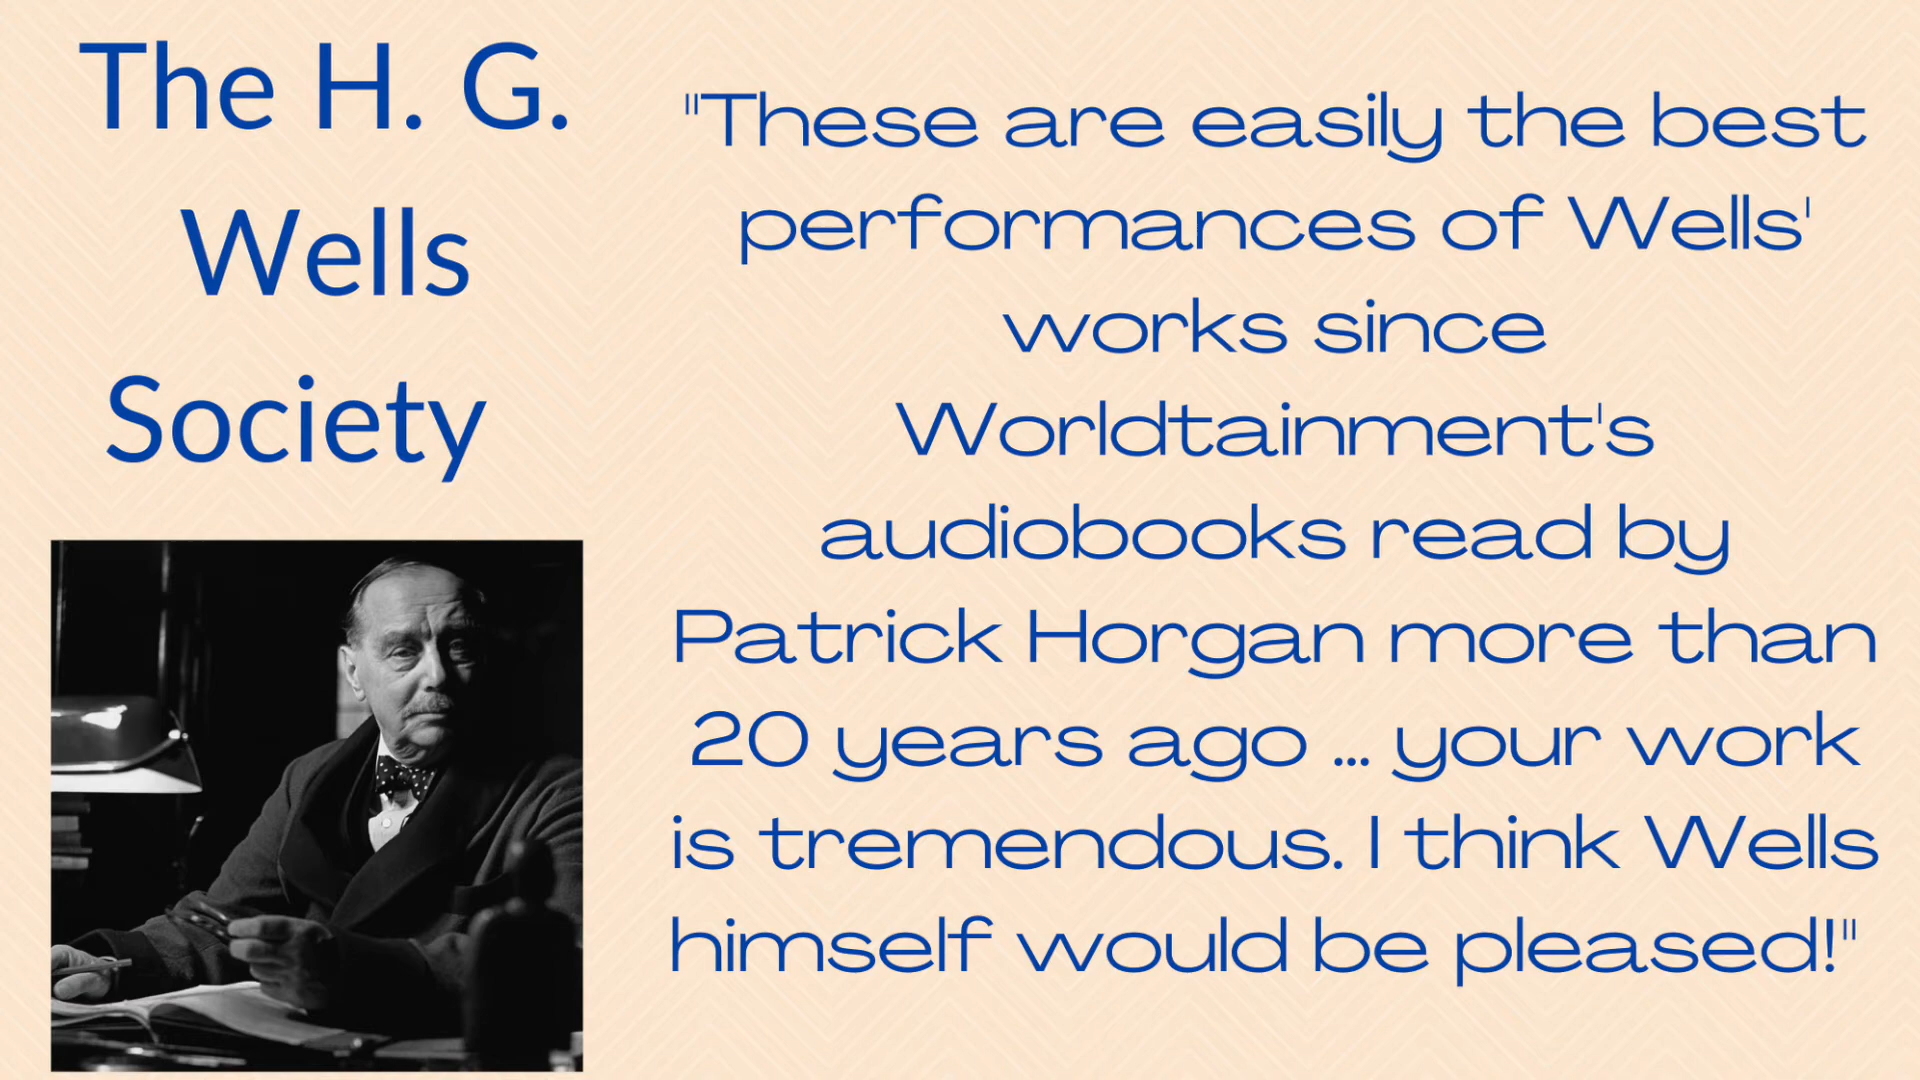 The H. G.
Wells
Society
"These are easily the best
performances of Wells'
works since
Worldtainment's
audiobooks read by
Patrick Horgan more than
20 years ago ... your work
is tremendous. I think Wells
himself would be pleased!"